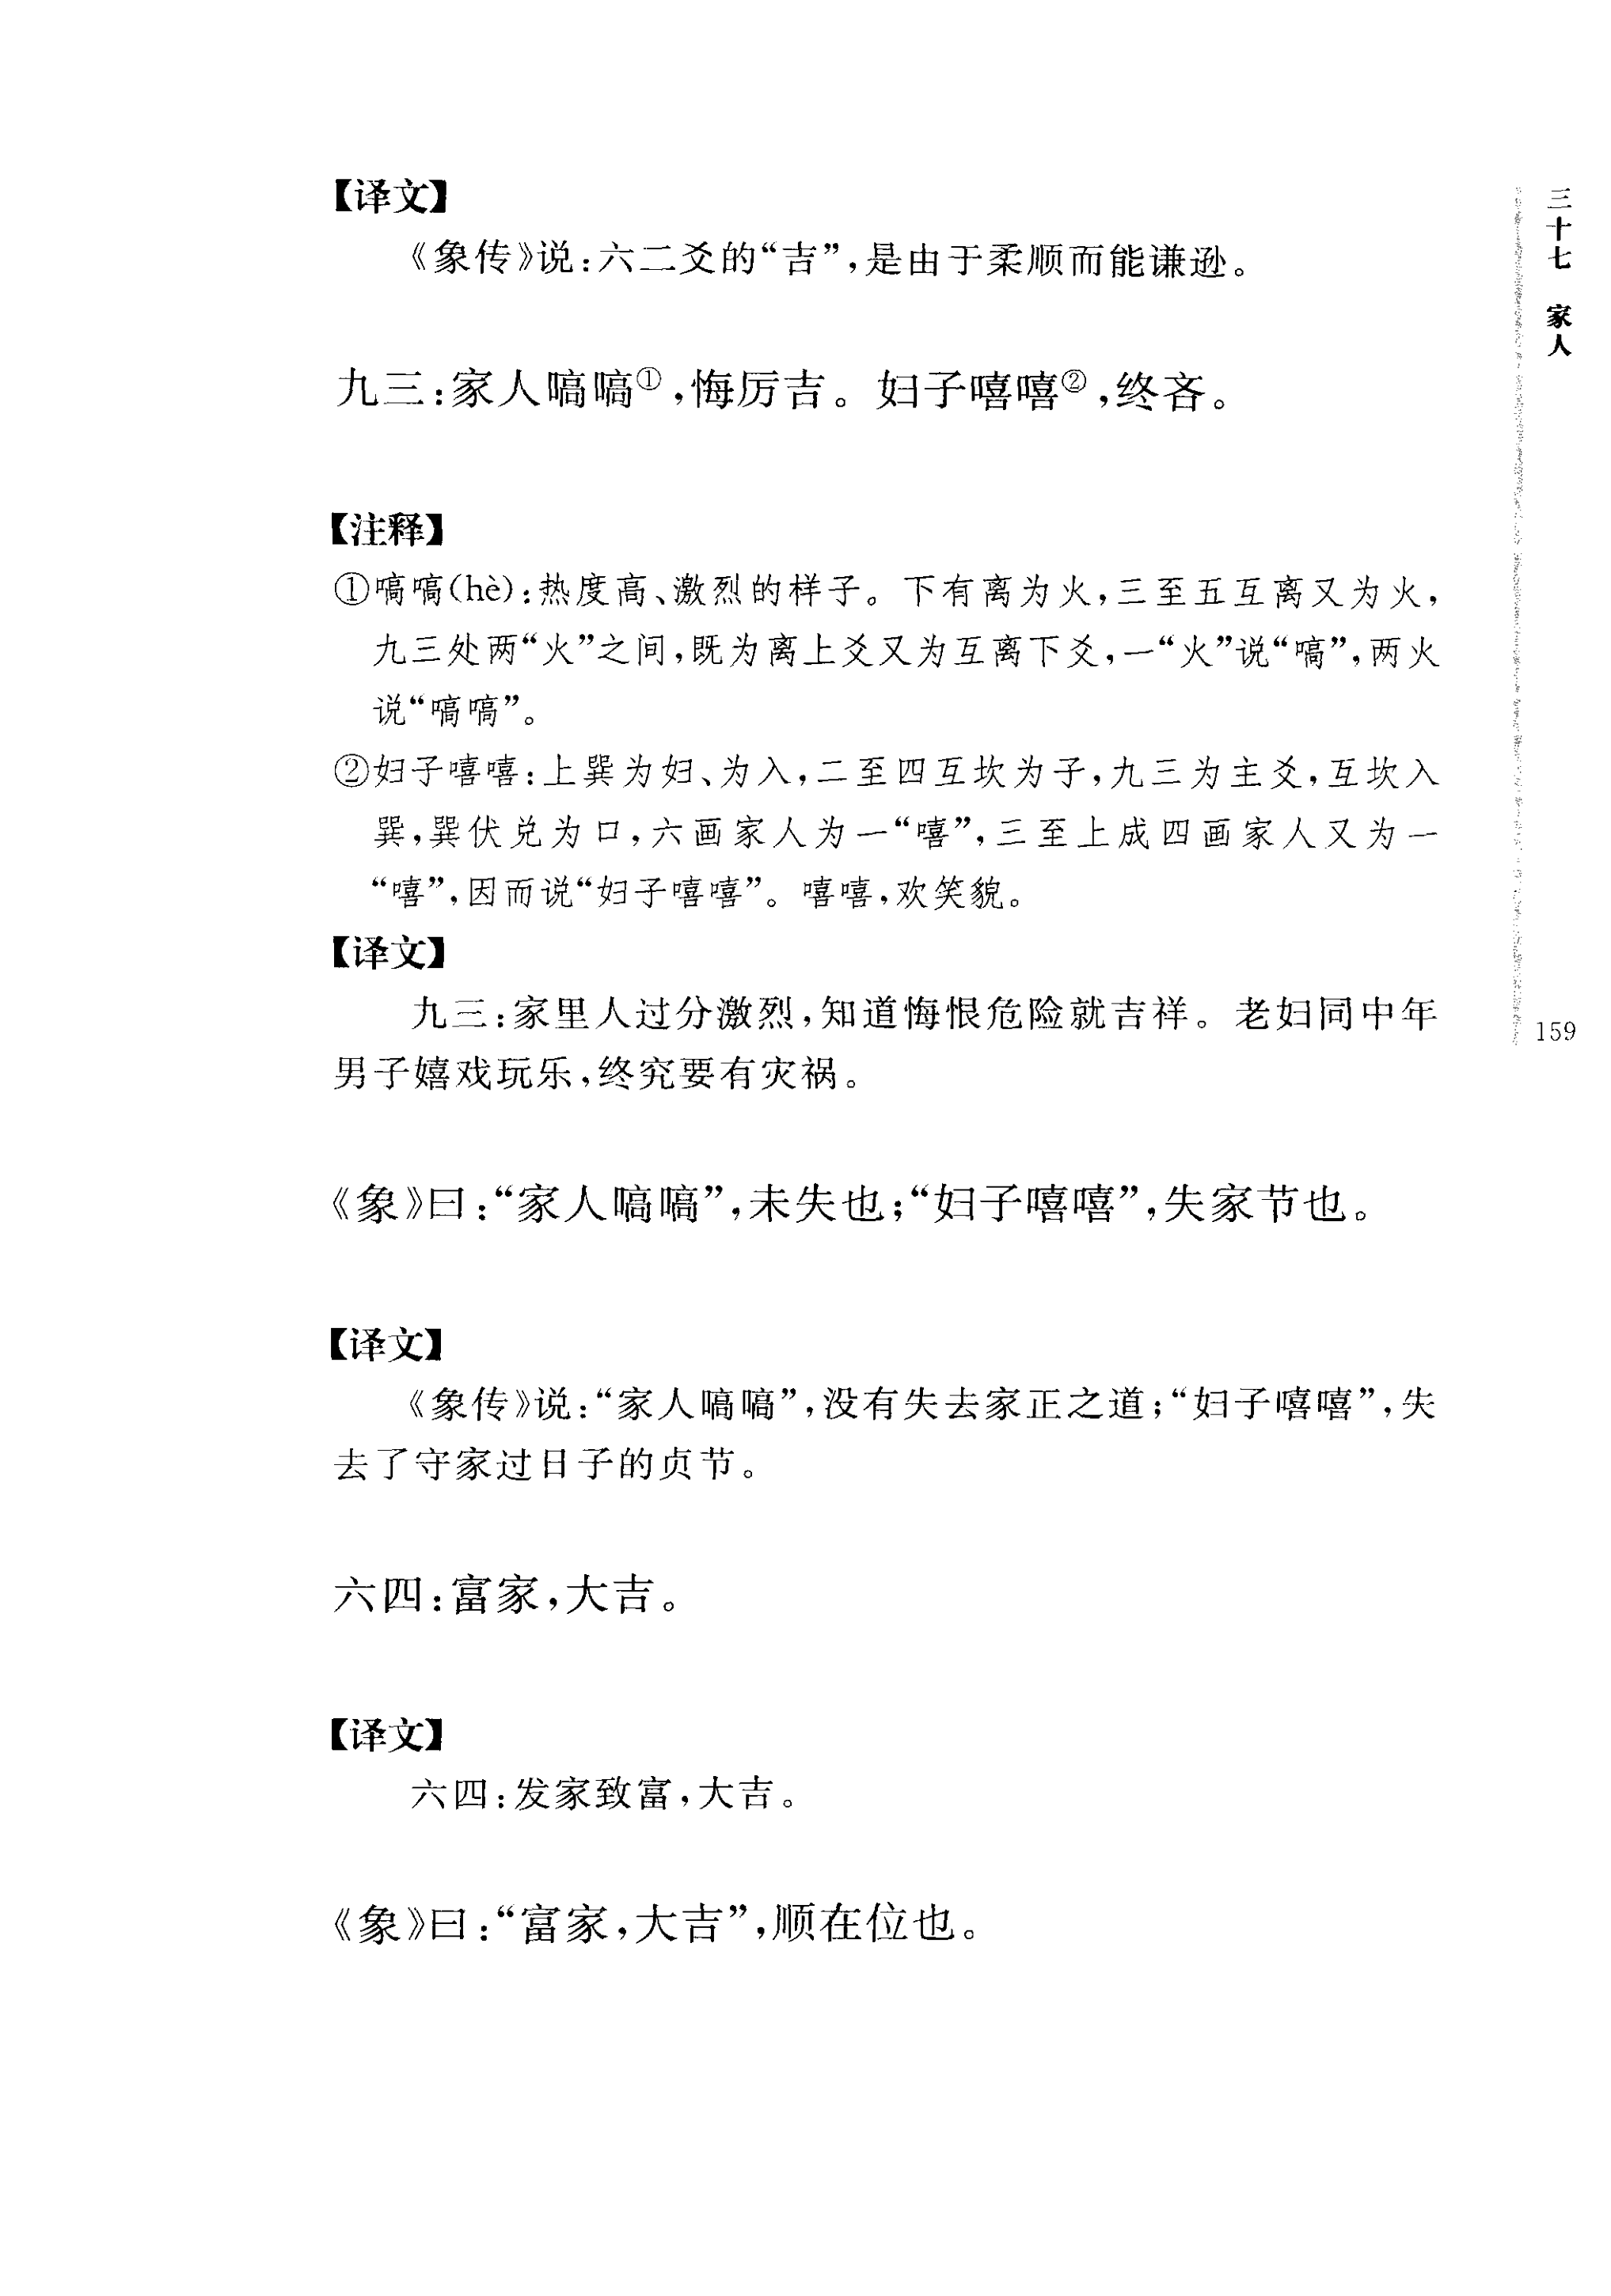 【译文】
《象传》说：六二爻的“吉”，是由于柔顺而能谦逊。
九三：家人嗃嗃①，悔厉吉。妇子嘻嘻②，终吝。
【注释】
①嗃嗃(hè)：热度高、激烈的样子。下有离为火，三至五互离又为火，
九三处两“火”之间，既为离上爻又为互离下爻，一“火”说“嗃”，两火
说“嗃嗃”。
②妇子嘻嘻：上巽为妇、为入，二至四互坎为子，九三为主爻，互坎入
巽，巽伏兑为口，六画家人为一“嘻”，三至上成四画家人又为一
“嘻”，因而说“妇子嘻嘻”。嘻嘻，欢笑貌。
【译文】
九三：家里人过分激烈，知道悔恨危险就吉祥。老妇同中年
男子嬉戏玩乐，终究要有灾祸。
《象》曰：“家人嗃嗃”，未失也；“妇子嘻嘻”，失家节也。
【译文】
《象传》说：“家人嗃嗃”，没有失去家正之道；“妇子嘻嘻”，失
去了守家过日子的贞节。
六四：富家，大吉。
【译文】
六四：发家致富，大吉。
《象》曰：“富家，大吉”，顺在位也。
三十七 家人
159